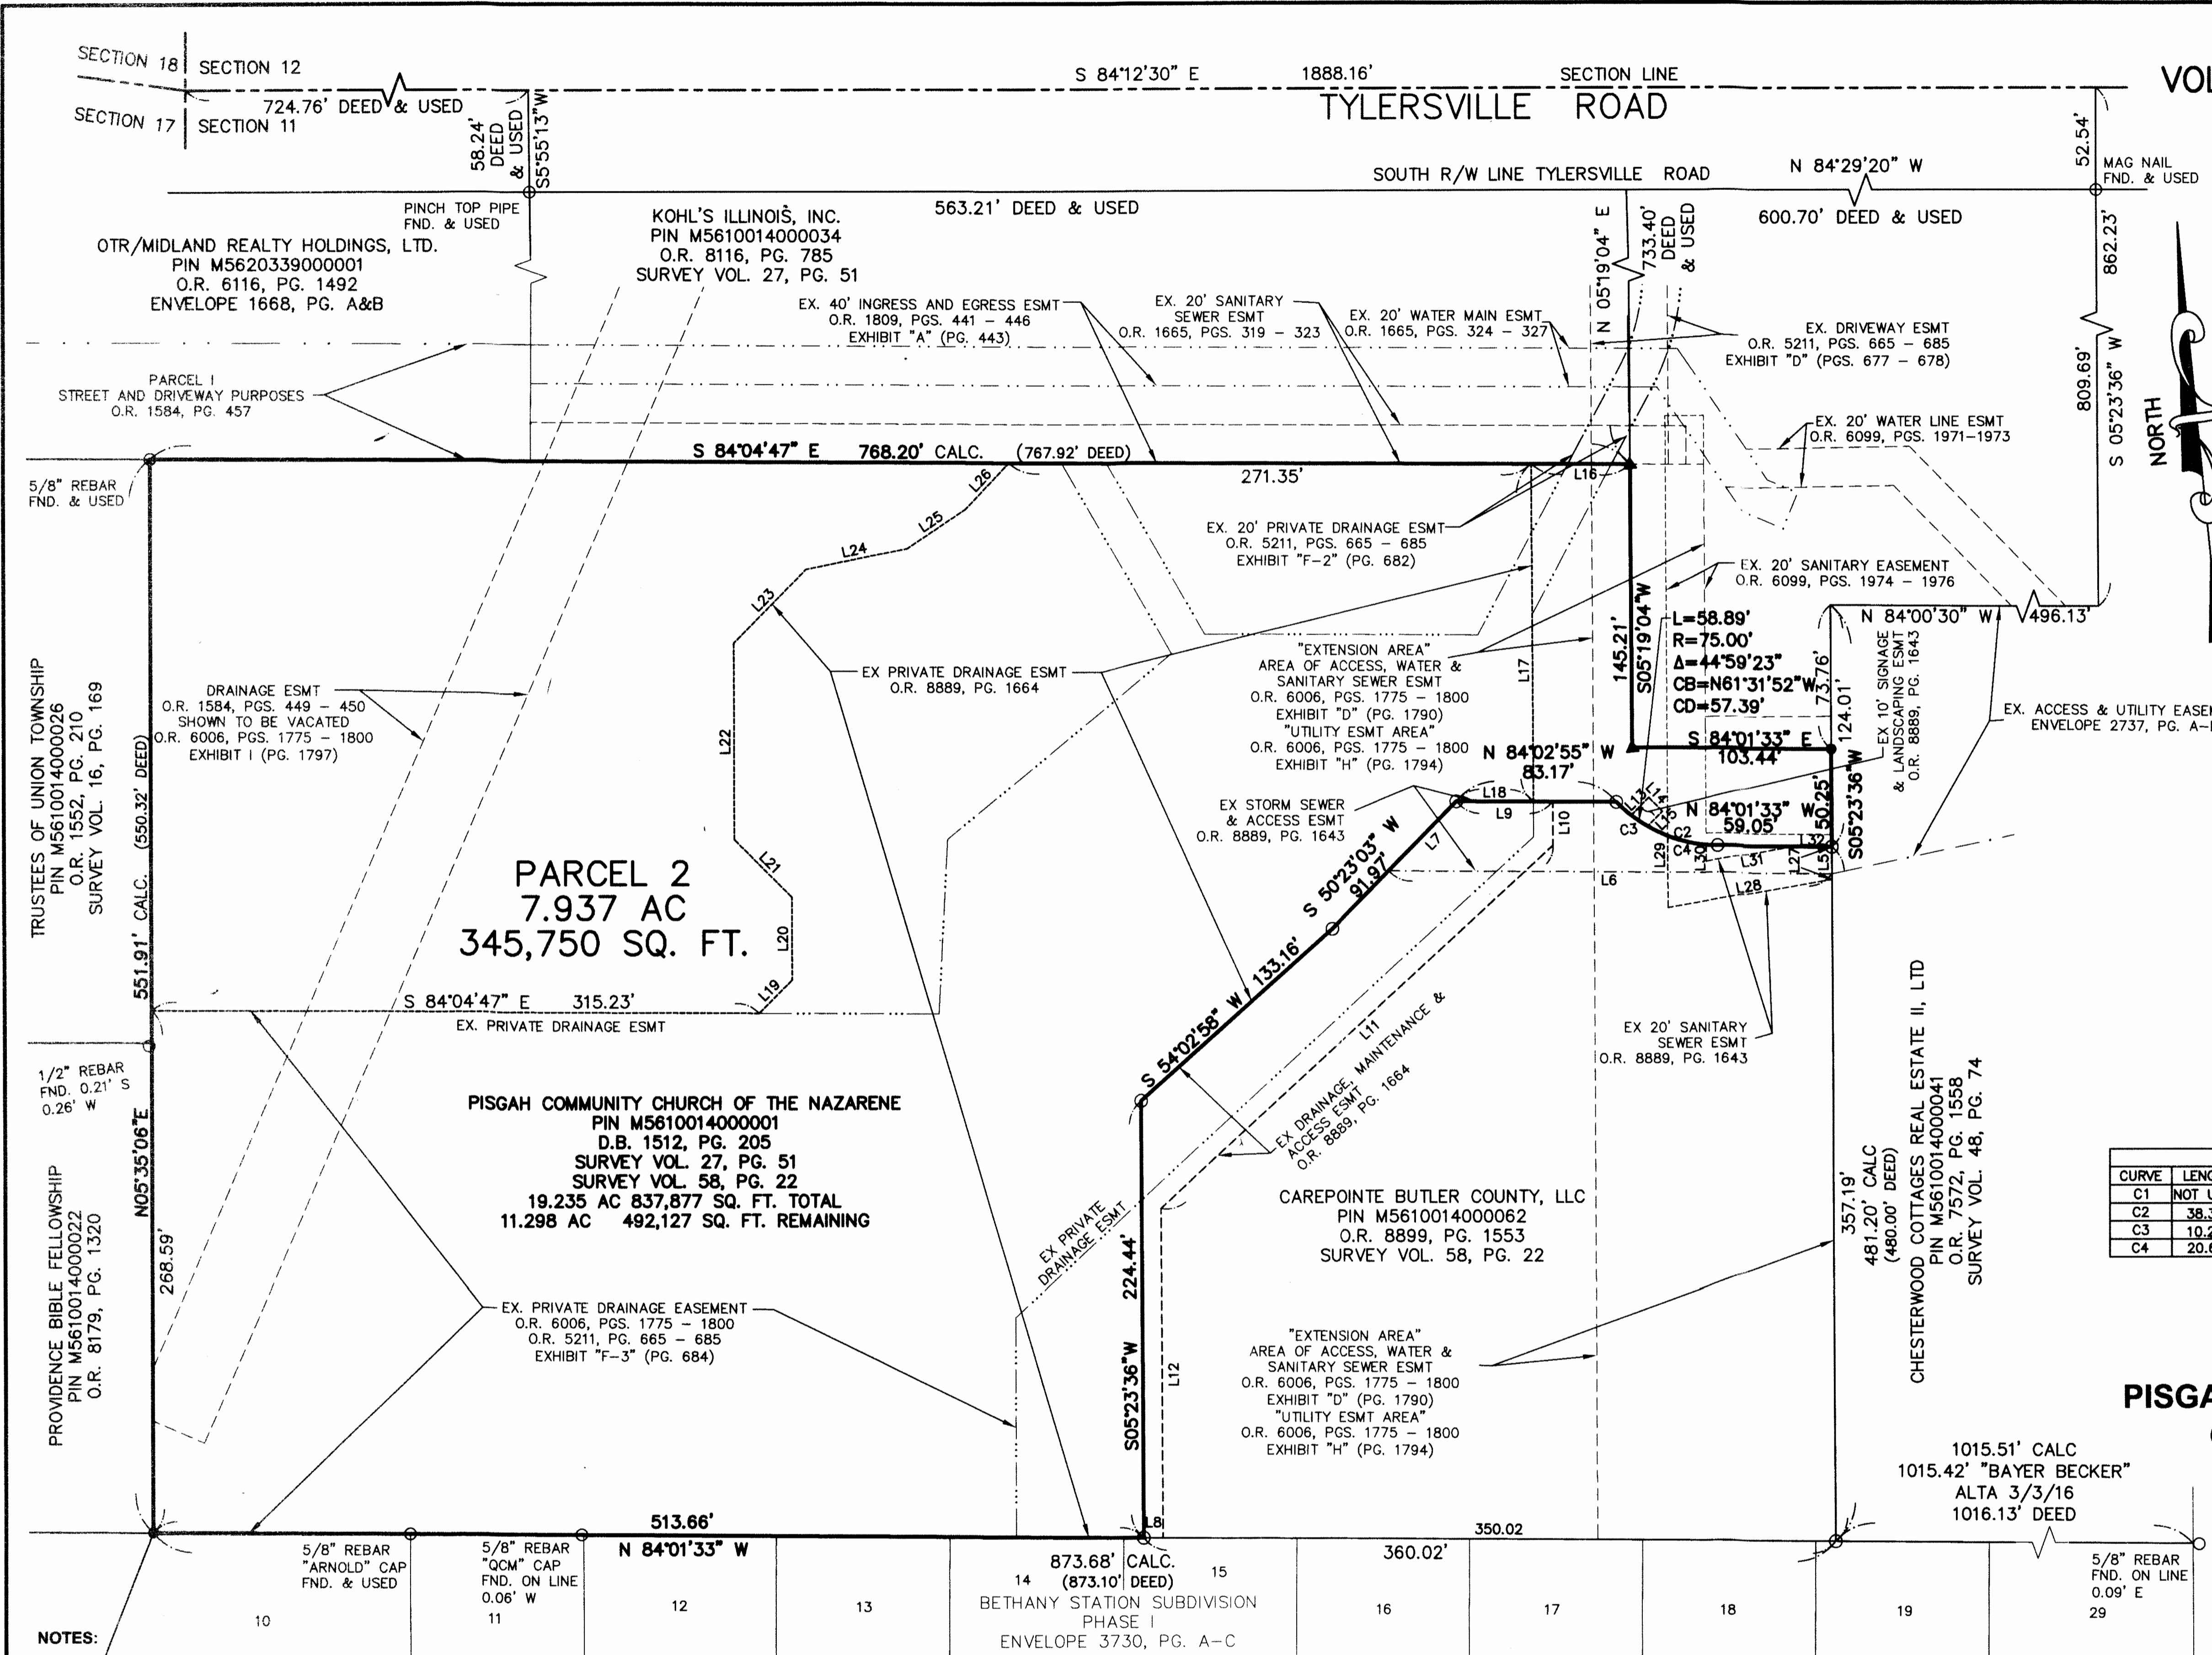 SECTION 18
SECTION 12
SECTION 17
SECTION 11
724.76' DEED & USED
58.24'
DEED
& USED
S5°55'13"W
S 84°12'30" E 1888.16' SECTION LINE
TYLERSVILLE ROAD
VOL
52.54'
MAG NAIL
FND. & USED
SOUTH R/W LINE TYLERSVILLE ROAD
N 84°29'20" W
PINCH TOP PIPE
FND. & USED
563.21' DEED & USED
600.70' DEED & USED
OTR/MIDLAND REALTY HOLDINGS, LTD.
PIN M5620339000001
O.R. 6116, PG. 1492
ENVELOPE 1668, PG. A&B
KOHL'S ILLINOIS, INC.
PIN M5610014000034
O.R. 8116, PG. 785
SURVEY VOL. 27, PG. 51
N 05°19'04" E
733.40'
DEED
& USED
862.23'
809.69'
S 05°23'36" W
NORTH
EX. 40' INGRESS AND EGRESS ESMT
O.R. 1809, PGS. 441 - 446
EXHIBIT "A" (PG. 443)
EX. 20' SANITARY
SEWER ESMT
O.R. 1665, PGS. 319 - 323
EX. 20' WATER MAIN ESMT
O.R. 1665, PGS. 324 - 327
EX. DRIVEWAY ESMT
O.R. 5211, PGS. 665 - 685
EXHIBIT "D" (PGS. 677 - 678)
PARCEL I
STREET AND DRIVEWAY PURPOSES
O.R. 1584, PG. 457
EX. 20' WATER LINE ESMT
O.R. 6099, PGS. 1971-1973
S 84°04'47" E 768.20' CALC. (767.92' DEED)
271.35'
L16
5/8" REBAR
FND. & USED
L26
L25
L24
L23
L22
L21
L20
L19
L17
EX. 20' PRIVATE DRAINAGE ESMT
O.R. 5211, PGS. 665 - 685
EXHIBIT "F-2" (PG. 682)
EX. 20' SANITARY EASEMENT
O.R. 6099, PGS. 1974 - 1976
L=58.89'
R=75.00'
Δ=44°59'23"
CB=N61°31'52"W
CD=57.39'
145.21'
S05°19'04"W
N 84°00'30" W 496.13'
73.76'
124.01'
EX 10' SIGNAGE
& LANDSCAPING ESMT
O.R. 8889, PG. 1643
EX. ACCESS & UTILITY EASEM
ENVELOPE 2737, PG. A-
TRUSTEES OF UNION TOWNSHIP
PIN M5610014000026
O.R. 1552, PG. 210
SURVEY VOL. 16, PG. 169
551.91' CALC. (550.32' DEED)
DRAINAGE ESMT
O.R. 1584, PGS. 449 - 450
SHOWN TO BE VACATED
O.R. 6006, PGS. 1775 - 1800
EXHIBIT I (PG. 1797)
EX PRIVATE DRAINAGE ESMT
O.R. 8889, PG. 1664
"EXTENSION AREA"
AREA OF ACCESS, WATER &
SANITARY SEWER ESMT
O.R. 6006, PGS. 1775 - 1800
EXHIBIT "D" (PG. 1790)
"UTILITY ESMT AREA"
O.R. 6006, PGS. 1775 - 1800
EXHIBIT "H" (PG. 1794)
N 84°02'55" W
83.17'
S 84°01'33" E
103.44'
L18
L9
L10
L13
L14
L15
C3
C2
C4
N 84°01'33" W
59.05'
50.25'
S05°23'36"W
L32
L31
L29
L30
L27
L5
L28
L6
L7
EX STORM SEWER
& ACCESS ESMT
O.R. 8889, PG. 1643
S 50°23'03" W
91.97'
S 54°02'58" W 133.16'
PARCEL 2
7.937 AC
345,750 SQ. FT.
S 84°04'47" E 315.23'
EX. PRIVATE DRAINAGE ESMT
1/2" REBAR
FND. 0.21' S
0.26' W
N05°35'06"E
268.59'
PROVIDENCE BIBLE FELLOWSHIP
PIN M5610014000022
O.R. 8179, PG. 1320
PISGAH COMMUNITY CHURCH OF THE NAZARENE
PIN M5610014000001
D.B. 1512, PG. 205
SURVEY VOL. 27, PG. 51
SURVEY VOL. 58, PG. 22
19.235 AC 837,877 SQ. FT. TOTAL
11.298 AC 492,127 SQ. FT. REMAINING
L11
EX DRAINAGE, MAINTENANCE &
ACCESS ESMT
O.R. 8889, PG. 1664
EX 20' SANITARY
SEWER ESMT
O.R. 8889, PG. 1643
EX PRIVATE
DRAINAGE ESMT
224.44'
S05°23'36"W
L12
CAREPOINTE BUTLER COUNTY, LLC
PIN M5610014000062
O.R. 8899, PG. 1553
SURVEY VOL. 58, PG. 22
357.19'
481.20' CALC
(480.00' DEED)
CHESTERWOOD COTTAGES REAL ESTATE II, LTD
PIN M5610014000041
O.R. 7572, PG. 1558
SURVEY VOL. 48, PG. 74
CURVE LENG
C1 NOT U
C2 38.3
C3 10.2
C4 20.6
EX. PRIVATE DRAINAGE EASEMENT
O.R. 6006, PGS. 1775 - 1800
O.R. 5211, PG. 665 - 685
EXHIBIT "F-3" (PG. 684)
"EXTENSION AREA"
AREA OF ACCESS, WATER &
SANITARY SEWER ESMT
O.R. 6006, PGS. 1775 - 1800
EXHIBIT "D" (PG. 1790)
"UTILITY ESMT AREA"
O.R. 6006, PGS. 1775 - 1800
EXHIBIT "H" (PG. 1794)
PISGA
1015.51' CALC
1015.42' "BAYER BECKER"
ALTA 3/3/16
1016.13' DEED
513.66'
N 84°01'33" W
L8
350.02
360.02'
873.68' CALC.
(873.10' DEED)
5/8" REBAR
"ARNOLD" CAP
FND. & USED
5/8" REBAR
"QCM" CAP
FND. ON LINE
0.06' W
5/8" REBAR
FND. ON LINE
0.09' E
10
11
12
13
14
15
16
17
18
19
29
BETHANY STATION SUBDIVISION
PHASE I
ENVELOPE 3730, PG. A-C
NOTES: